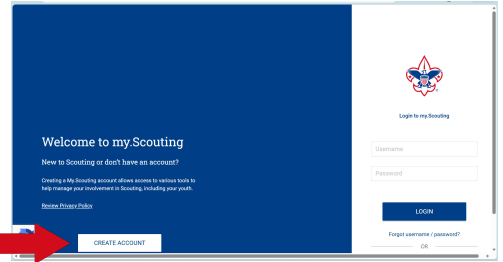 Welcome to my.Scouting
New to Scouting or don't have an account?
Creating a My.Scouting account allows access to various tools to
help manage your involvement in Scouting, including your youth.
Review Privacy Policy
CREATE ACCOUNT
Login to my.Scouting
Username
Password
LOGIN
Forgot username / password?
OR